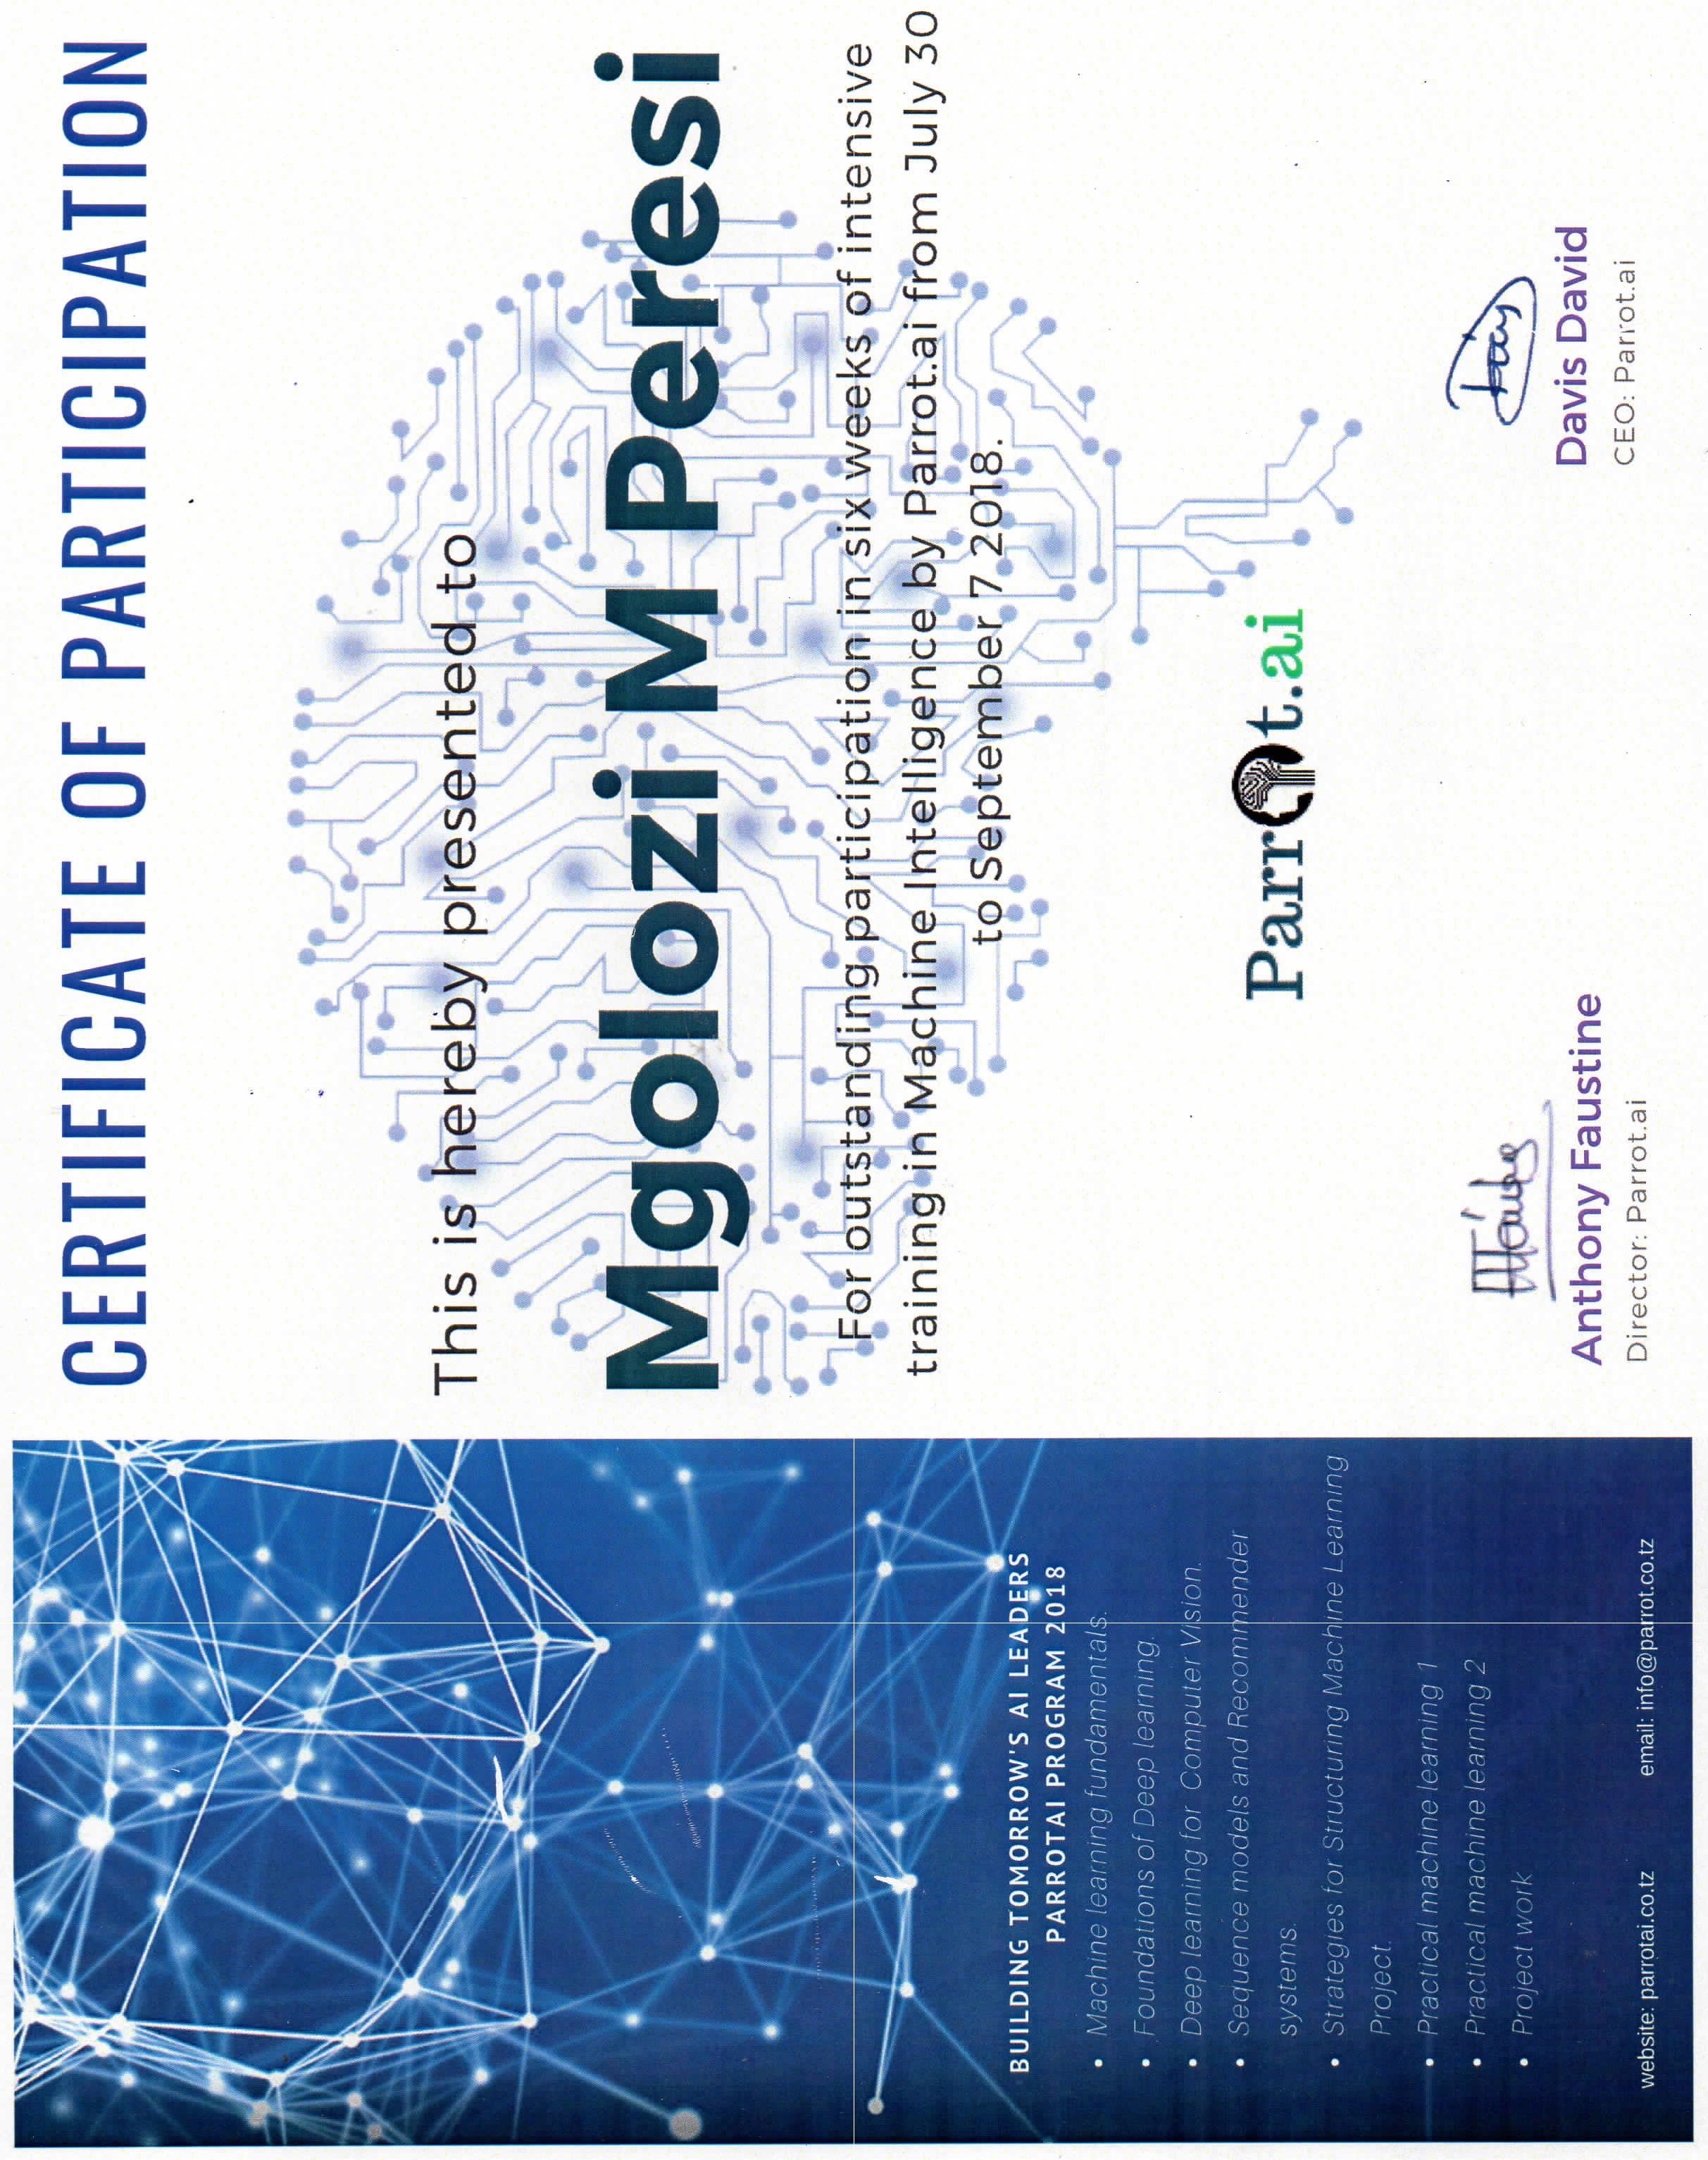 CERTIFICATE OF PARTICIPATION
This is hereby presented to
Mgolozi M Peresi
For outstanding participation in six weeks of intensive
training in Machine Intelligence by Parrot.ai from July 30
to September 7 2018.
Parrot.ai
Anthony Faustine
Director: Parrot.ai
Davis David
CEO: Parrot.ai
BUILDING TOMORROW'S AI LEADERS
PARROTAI PROGRAM 2018
• Machine learning fundamentals.
• Foundations of Deep learning.
• Deep learning for Computer Vision.
• Sequence models and Recommender
systems.
• Strategies for Structuring Machine Learning
Project.
• Practical machine learning 1
• Practical machine learning 2
• Project work
website: parrotai.co.tz email: info@parrot.co.tz